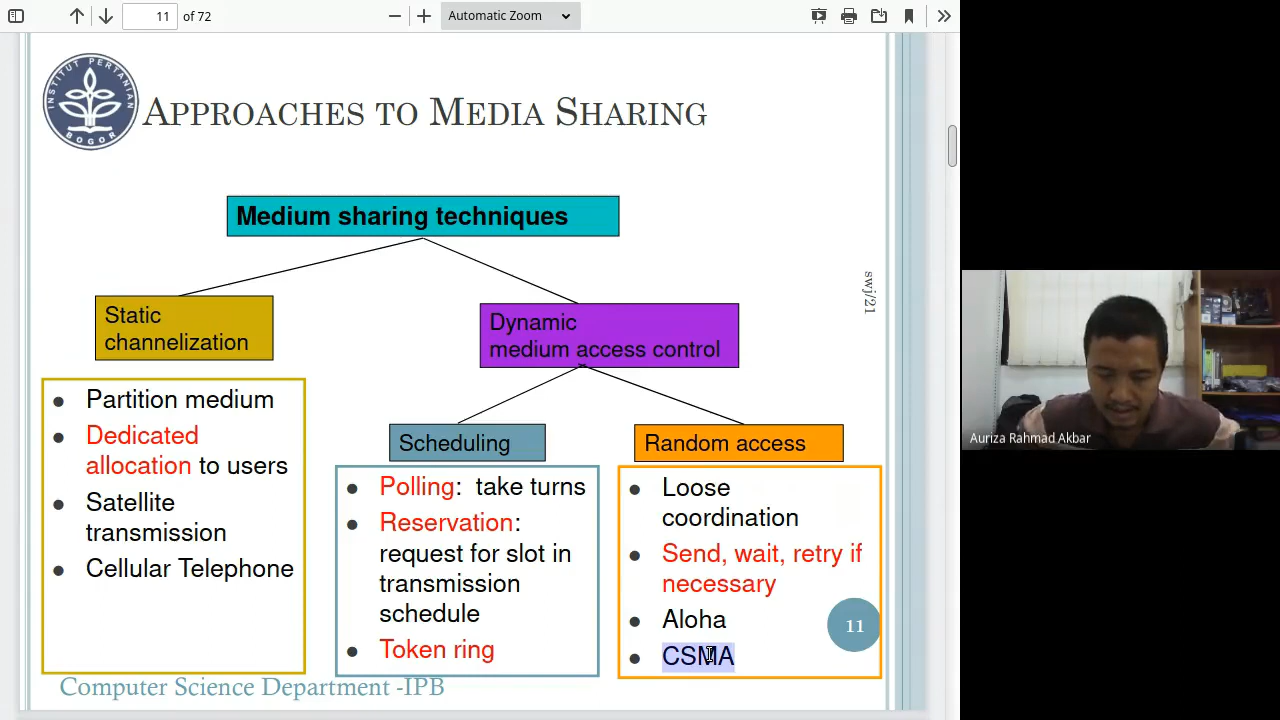 11
of 72
Automatic Zoom
INSTITUT PERTANIAN
BOGOR
APPROACHES TO MEDIA SHARING
Medium sharing techniques
swj/21
Static
channelization
Dynamic
medium access control
Partition medium
Dedicated
allocation to users
Satellite
transmission
Cellular Telephone
Scheduling
Polling: take turns
Reservation:
request for slot in
transmission
schedule
Token ring
Random access
Loose
coordination
Send, wait, retry if
necessary
Aloha
CSMA
11
Computer Science Department -IPB
Auriza Rahmad Akbar